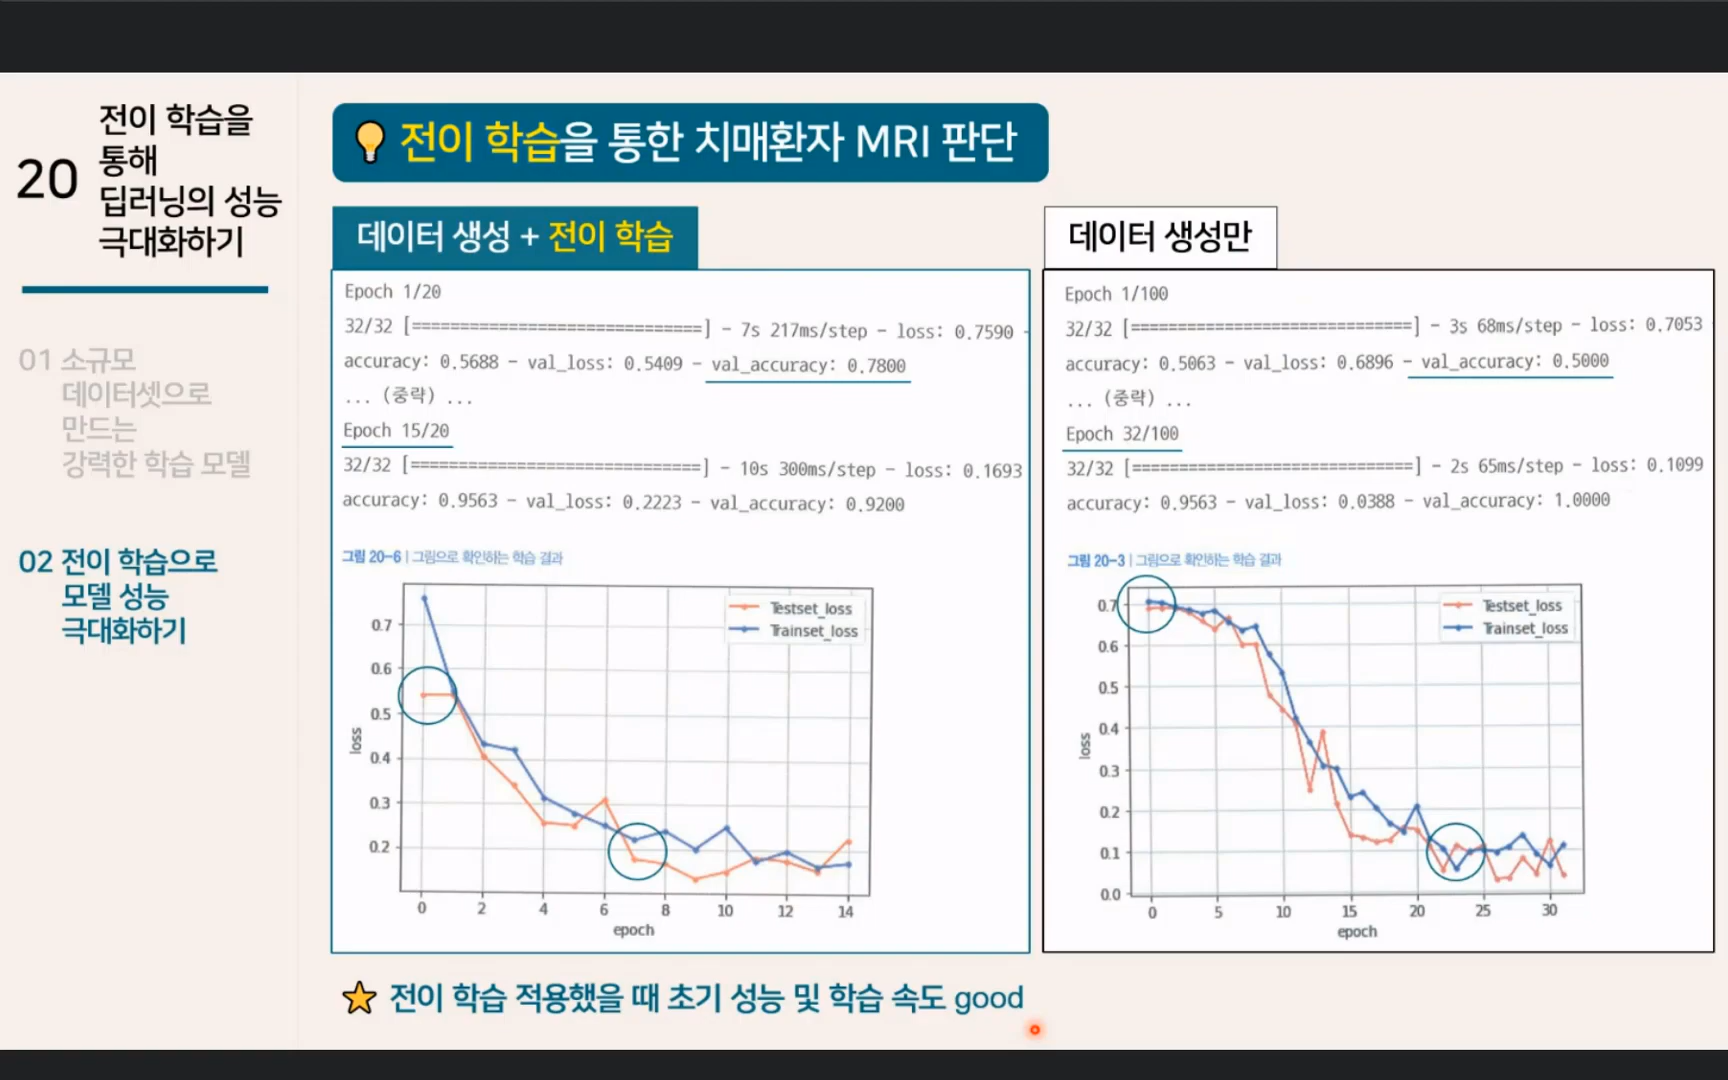 20
전이 학습을
통해
딥러닝의 성능
극대화하기
01 소규모
데이터셋으로
만드는
강력한 학습 모델
02 전이 학습으로
모델 성능
극대화하기
전이 학습을 통한 치매환자 MRI 판단
데이터 생성 + 전이 학습
Epoch 1/20
32/32 [==============================] - 7s 217ms/step - loss: 0.7590 -
accuracy: 0.5688 - val_loss: 0.5409 - val_accuracy: 0.7800
... (중략) ...
Epoch 15/20
32/32 [==============================] - 10s 300ms/step - loss: 0.1693
accuracy: 0.9563 - val_loss: 0.2223 - val_accuracy: 0.9200
그림 20-6 | 그림으로 확인하는 학습 결과
Testset_loss
Trainset_loss
0.7
0.6
0.5
0.4
0.3
0.2
loss
0 2 4 6 8 10 12 14
epoch
데이터 생성만
Epoch 1/100
32/32 [==============================] - 3s 68ms/step - loss: 0.7053
accuracy: 0.5063 - val_loss: 0.6896 - val_accuracy: 0.5000
... (중략) ...
Epoch 32/100
32/32 [==============================] - 2s 65ms/step - loss: 0.1099
accuracy: 0.9563 - val_loss: 0.0388 - val_accuracy: 1.0000
그림 20-3 | 그림으로 확인하는 학습 결과
Testset_loss
Trainset_loss
0.7
0.6
0.5
0.4
0.3
0.2
0.1
0.0
loss
0 5 10 15 20 25 30
epoch
전이 학습 적용했을 때 초기 성능 및 학습 속도 good